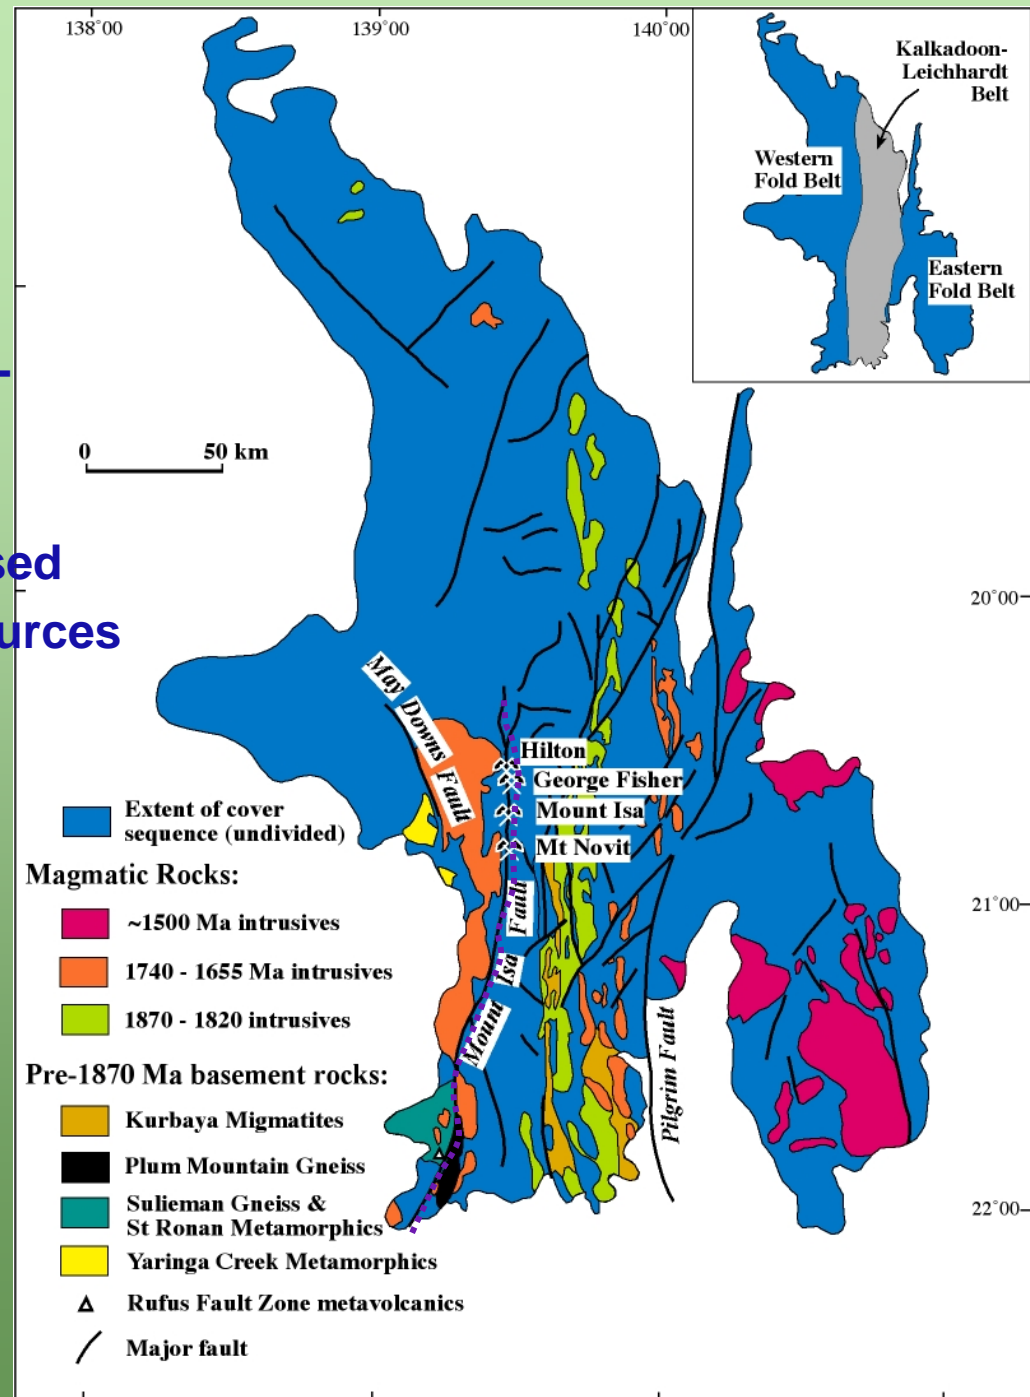 138°00
139°00
140°00
Kalkadoon-
Leichhardt
Belt
Western
Fold Belt
Eastern
Fold Belt
-
0
50 km
sed
urces
20°00
May Downs Fault
Hilton
George Fisher
Mount Isa
Mt Novit
Extent of cover
sequence (undivided)
Magmatic Rocks:
21°00
~1500 Ma intrusives
1740 - 1655 Ma intrusives
1870 - 1820 intrusives
Mount Isa Fault
Pilgrim Fault
Pre-1870 Ma basement rocks:
Kurbaya Migmatites
Plum Mountain Gneiss
Sulieman Gneiss &
St Ronan Metamorphics
22°00
Yaringa Creek Metamorphics
Rufus Fault Zone metavolcanics
Major fault